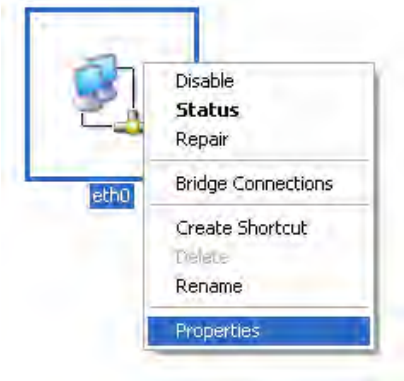 eth0
Disable
Status
Repair
Bridge Connections
Create Shortcut
Delete
Rename
Properties